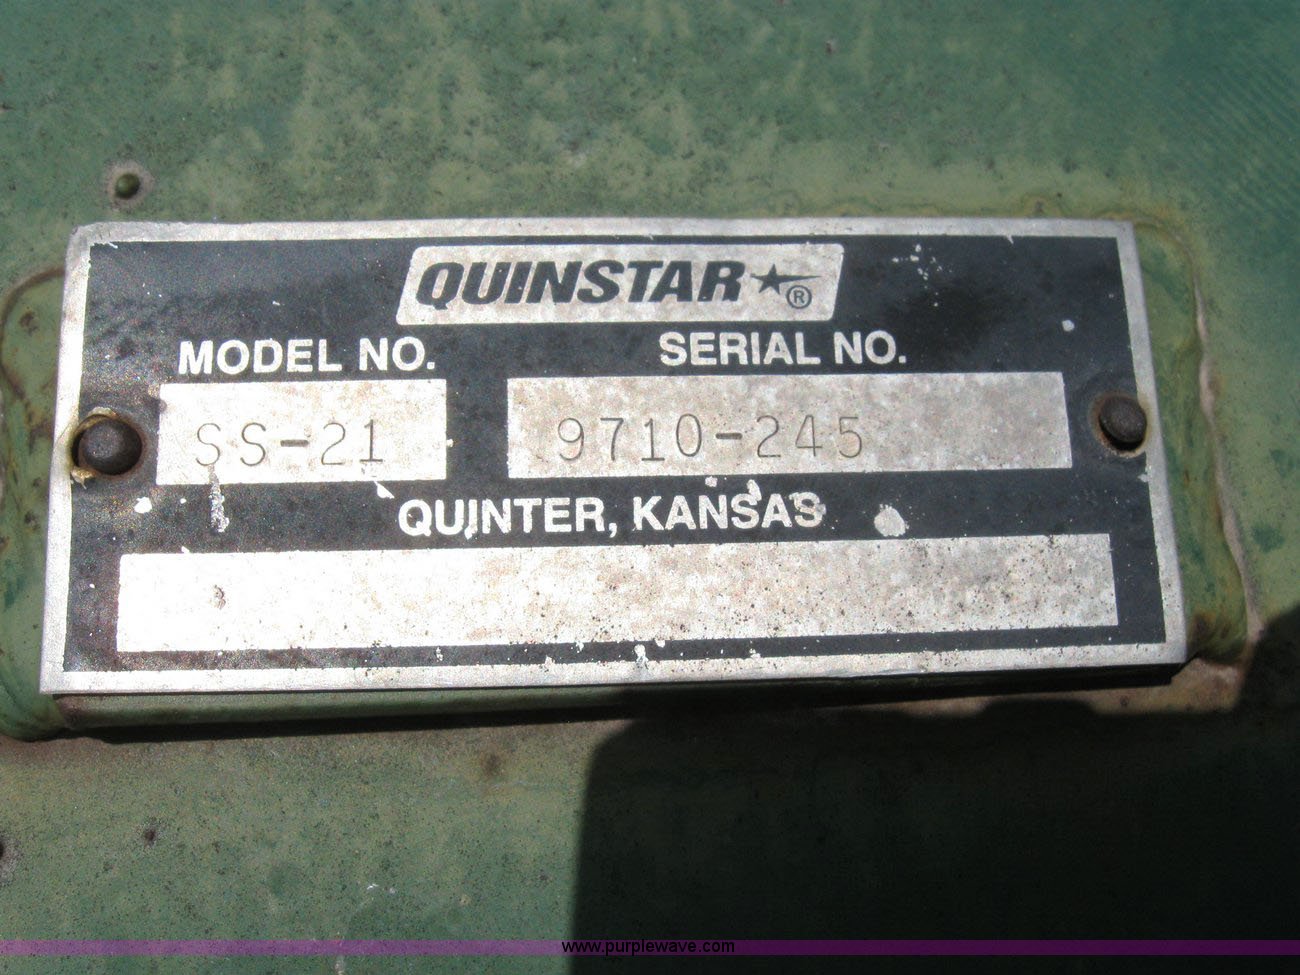 QUINSTAR ®
MODEL NO. SERIAL NO.
SS-21 9710-245
QUINTER, KANSAS
www.purplewave.com